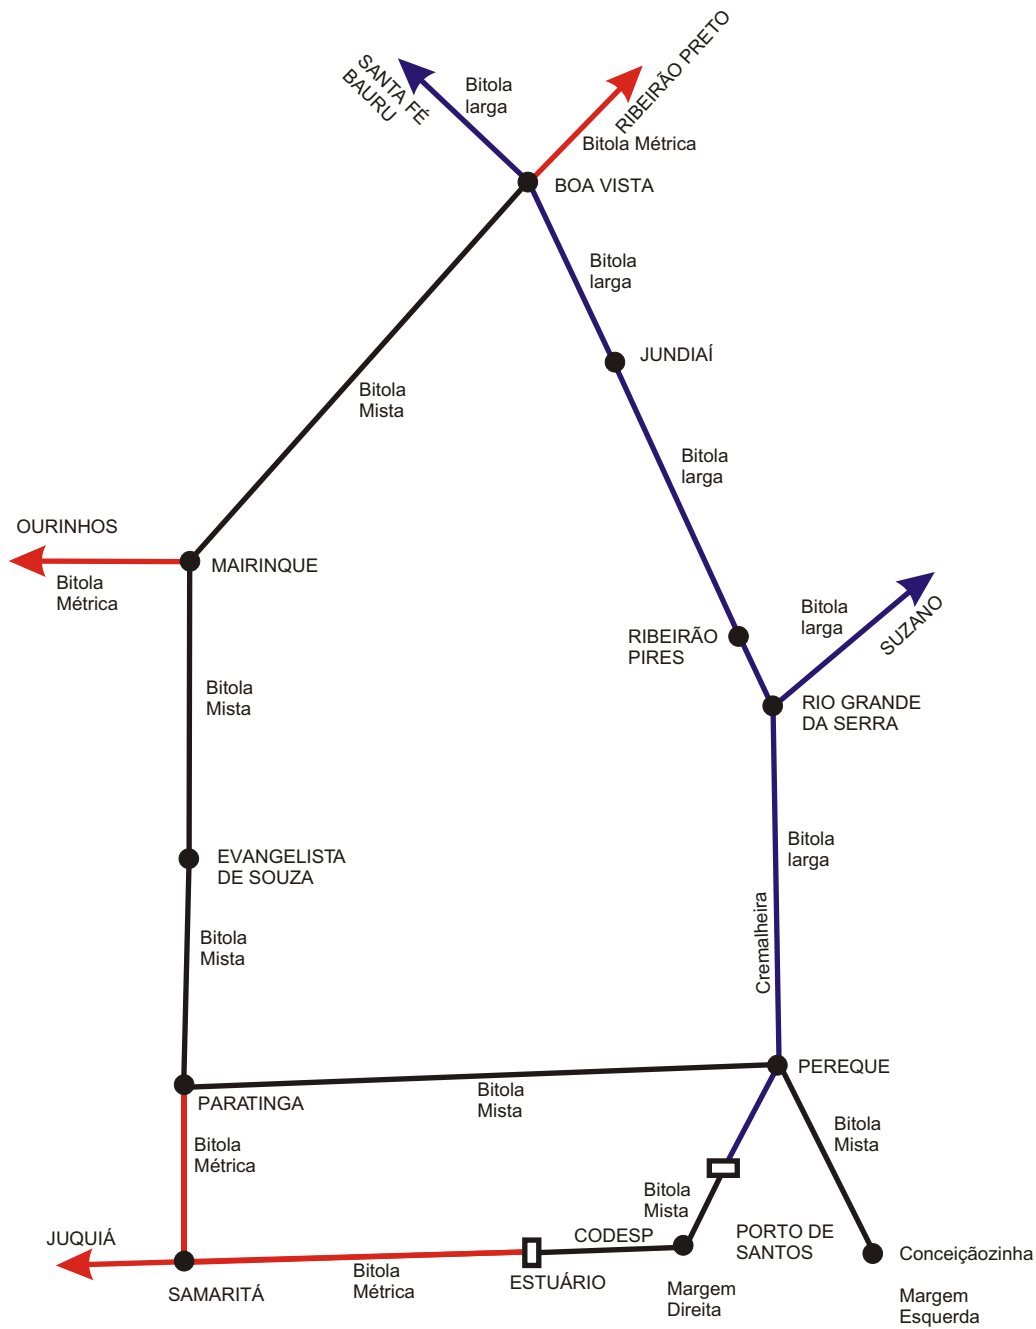 SANTA FÉ
BAURU
Bitola
larga
RIBEIRÃO PRETO
Bitola Métrica
BOA VISTA
Bitola
larga
JUNDIAÍ
Bitola
Mista
Bitola
larga
OURINHOS
Bitola
Métrica
MAIRINQUE
Bitola
larga
SUZANO
RIBEIRÃO
PIRES
Bitola
Mista
RIO GRANDE
DA SERRA
EVANGELISTA
DE SOUZA
Bitola
larga
Cremalheira
Bitola
Mista
PEREQUE
PARATINGA
Bitola
Mista
Bitola
Mista
Bitola
Métrica
Bitola
Mista
JUQUIÁ
CODESP
PORTO DE
SANTOS
Conceiçãozinha
SAMARITÁ
Bitola
Métrica
ESTUÁRIO
Margem
Direita
Margem
Esquerda